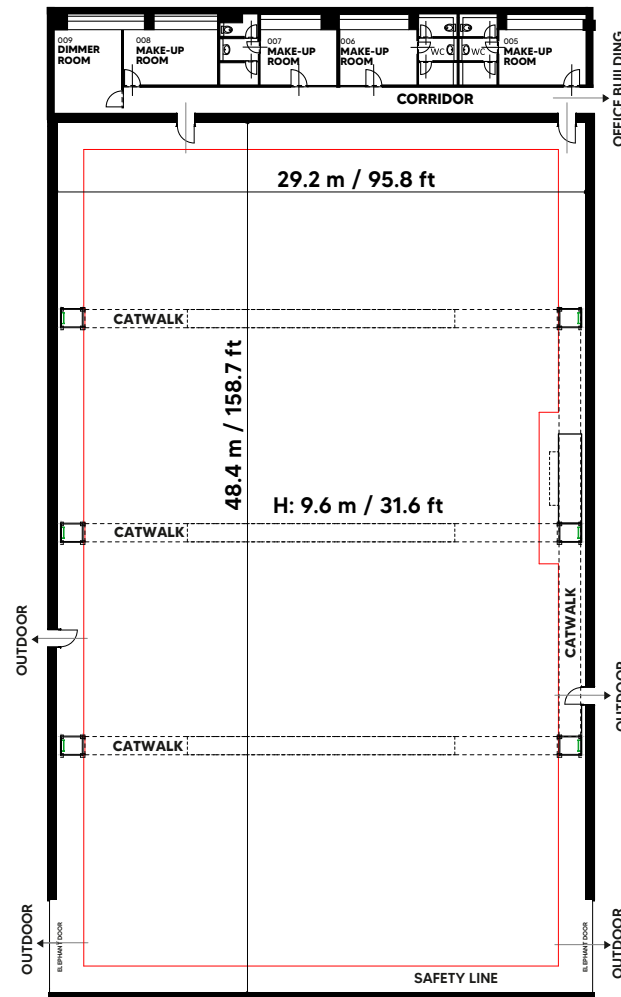 009
DIMMER
ROOM
008
MAKE-UP
ROOM
007
MAKE-UP
ROOM
006
MAKE-UP
ROOM
WC
WC
005
MAKE-UP
ROOM
CORRIDOR
OFFICE BUILDING
29.2 m / 95.8 ft
CATWALK
48.4 m / 158.7 ft
H: 9.6 m / 31.6 ft
CATWALK
CATWALK
OUTDOOR
OUTDOOR
CATWALK
OUTDOOR
ELEPHANT DOOR
ELEPHANT DOOR
OUTDOOR
SAFETY LINE